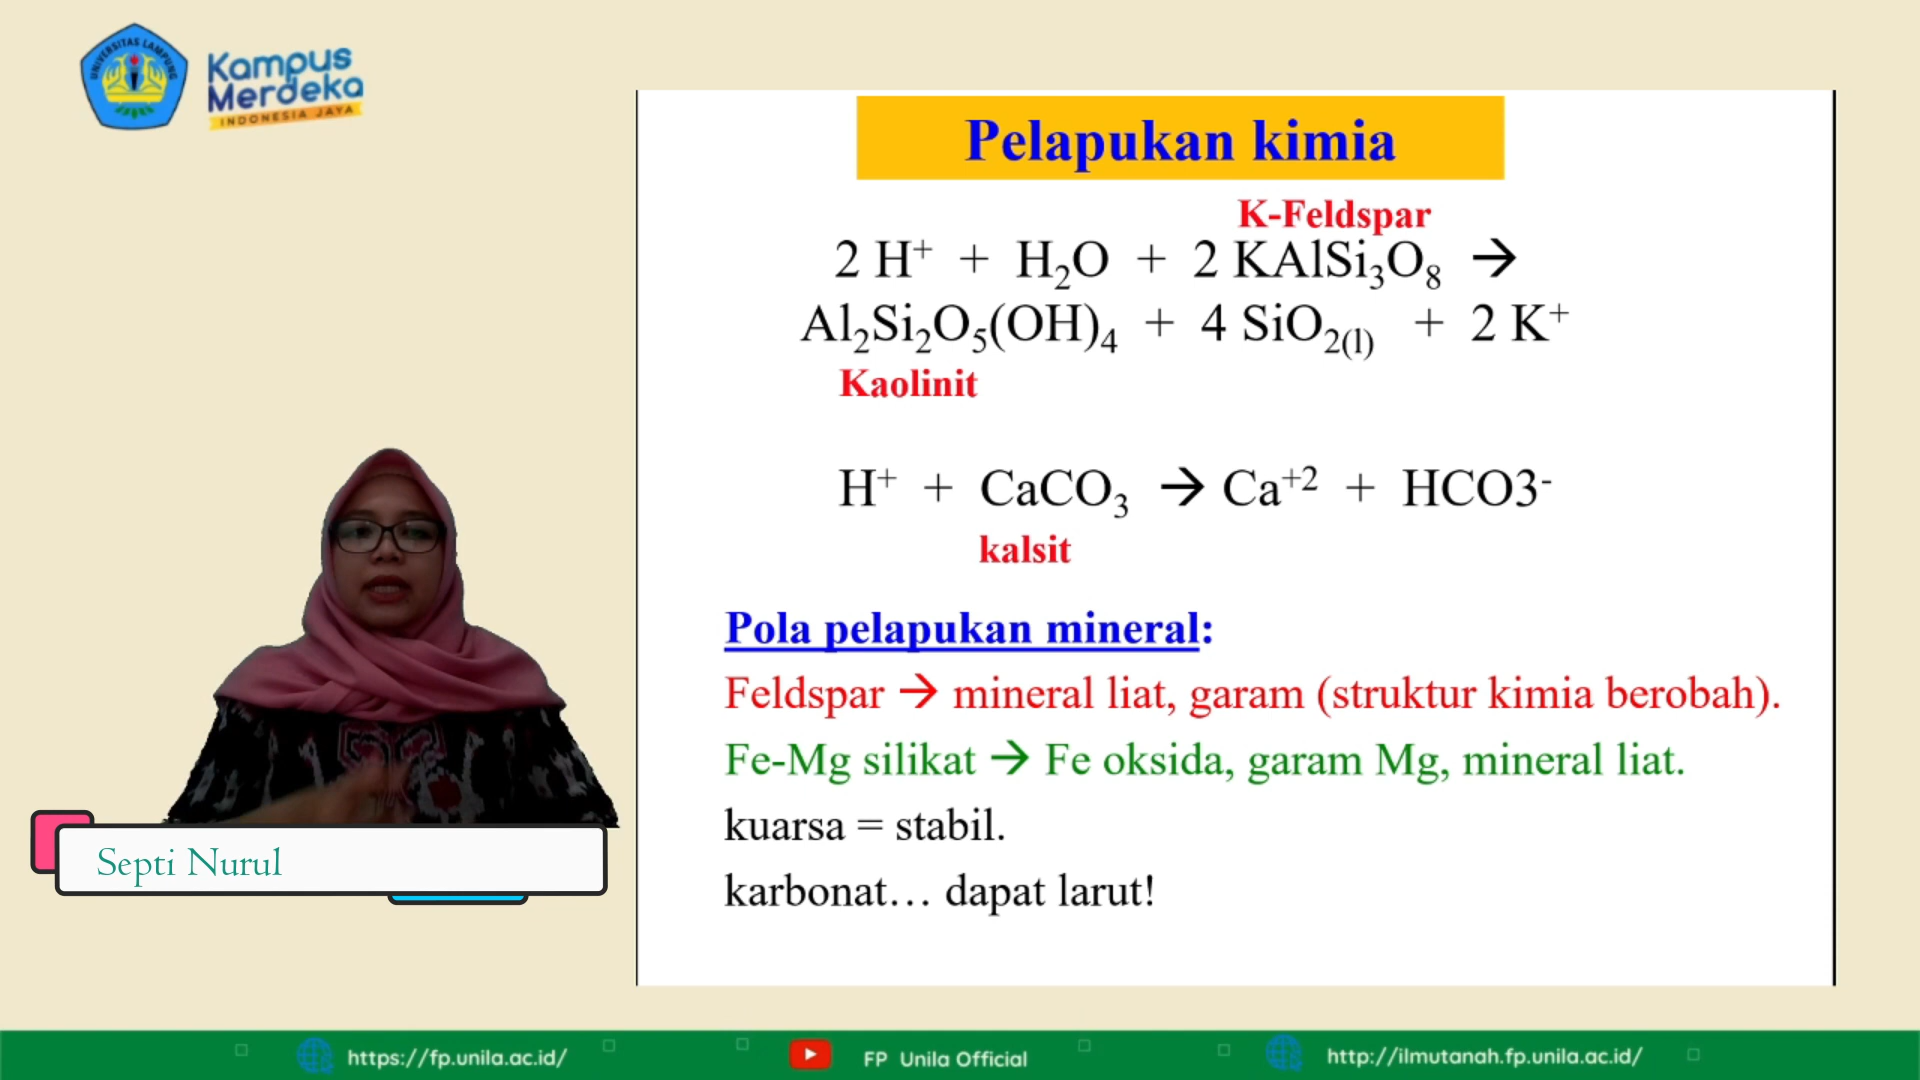 UNIVERSITAS LAMPUNG
Kampus
Merdeka
INDONESIA JAYA
Pelapukan kimia
K-Feldspar
2 H⁺ + H₂O + 2 KAlSi₃O₈ →
Al₂Si₂O₅(OH)₄ + 4 SiO₂₍ₗ₎ + 2 K⁺
Kaolinit
H⁺ + CaCO₃ → Ca⁺² + HCO3⁻
kalsit
Pola pelapukan mineral:
Feldspar → mineral liat, garam (struktur kimia berobah).
Fe-Mg silikat → Fe oksida, garam Mg, mineral liat.
kuarsa = stabil.
karbonat… dapat larut!
Septi Nurul
https://fp.unila.ac.id/
FP Unila Official
http://ilmutanah.fp.unila.ac.id/